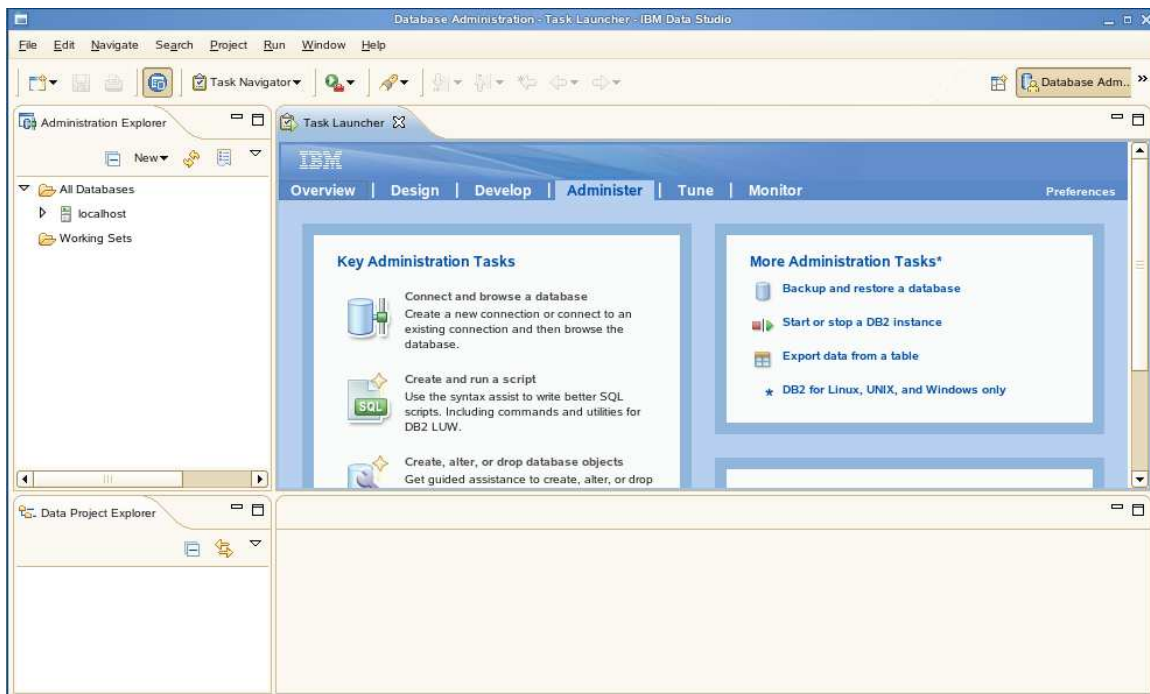 Database Administration - Task Launcher - IBM Data Studio
File Edit Navigate Search Project Run Window Help
Task Navigator
Database Adm..
Administration Explorer
New
All Databases
localhost
Working Sets
Task Launcher
IBM
Overview | Design | Develop | Administer | Tune | Monitor
Preferences
Key Administration Tasks
Connect and browse a database
Create a new connection or connect to an
existing connection and then browse the
database.
SQL
Create and run a script
Use the syntax assist to write better SQL
scripts. Including commands and utilities for
DB2 LUW.
Create, alter, or drop database objects
Get guided assistance to create, alter, or drop
More Administration Tasks*
Backup and restore a database
Start or stop a DB2 instance
Export data from a table
* DB2 for Linux, UNIX, and Windows only
Data Project Explorer